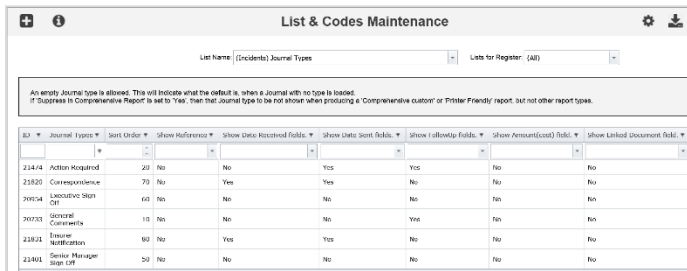 List & Codes Maintenance
List Name: (Incidents) Journal Types Lists for Register: (All)
An empty Journal type is allowed. This will indicate what the default is, when a Journal with no type is loaded.
If 'Suppress in Comprehensive Report' is set to 'Yes', then that Journal type to be not shown when producing a 'Comprehensive custom' or 'Printer Friendly' report, but not other report types.
ID Journal Types Sort Order Show Reference Show Date Received fields. Show Date Sent fields. Show FollowUp fields. Show Amount(cost) field. Show Linked Document field.
21474 Action Required 20 No No Yes Yes No No
21820 Correspondence 70 No Yes Yes No No No
20954 Executive Sign Off 60 No No No No No No
20733 General Comments 10 No No No Yes No No
21831 Insurer Notification 80 No Yes Yes No No No
21401 Senior Manager Sign Off 50 No No No No No No